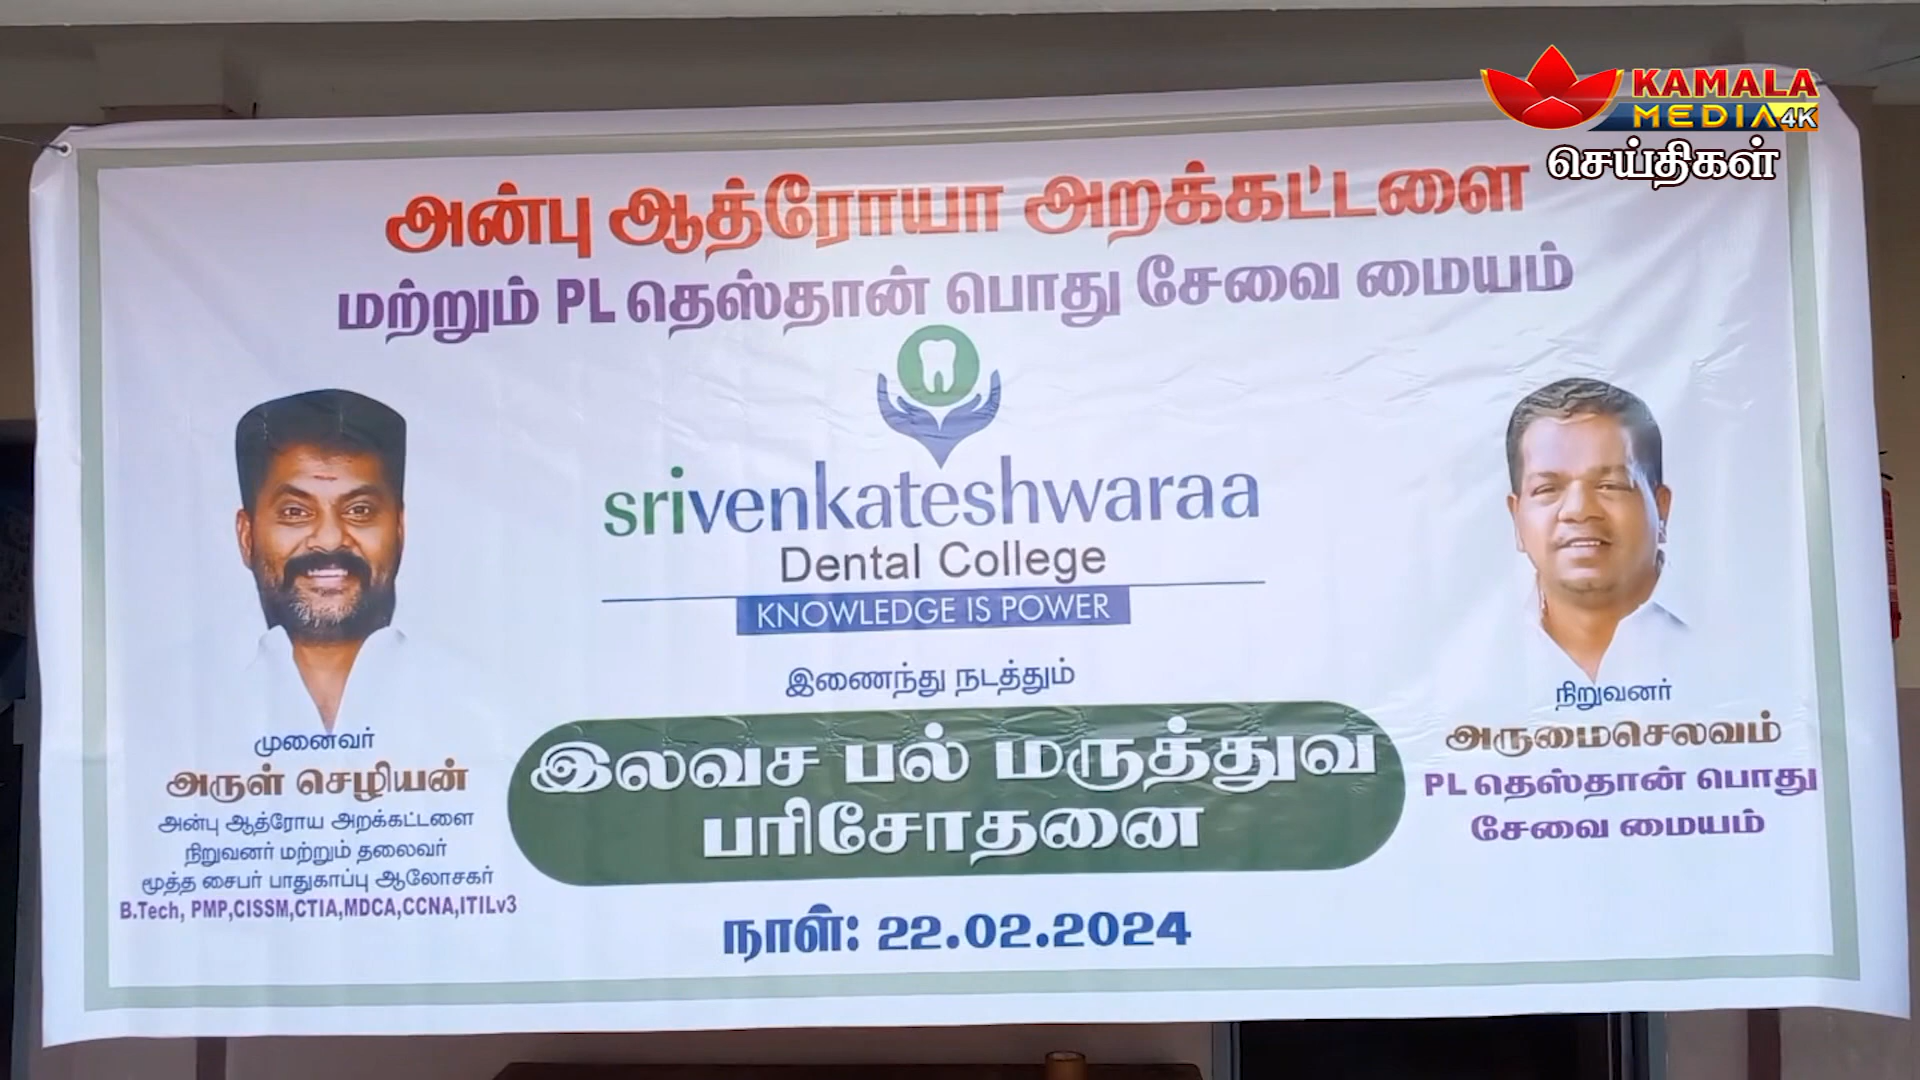 KAMALA
MEDIA 4K
செய்திகள்
அன்பு ஆத்ரோயா அறக்கட்டளை
மற்றும் PL தெஸ்தான் பொது சேவை மையம்
srivenkateshwaraa
Dental College
KNOWLEDGE IS POWER
இணைந்து நடத்தும்
இலவச பல் மருத்துவ
பரிசோதனை
நாள்: 22.02.2024
முனைவர்
அருள் செழியன்
அன்பு ஆத்ரோய அறக்கட்டளை
நிறுவனர் மற்றும் தலைவர்
மூத்த சைபர் பாதுகாப்பு ஆலோசகர்
B.Tech, PMP,CISSM,CTIA,MDCA,CCNA,ITILv3
நிறுவனர்
அருமைசெலவம்
PL தெஸ்தான் பொது
சேவை மையம்